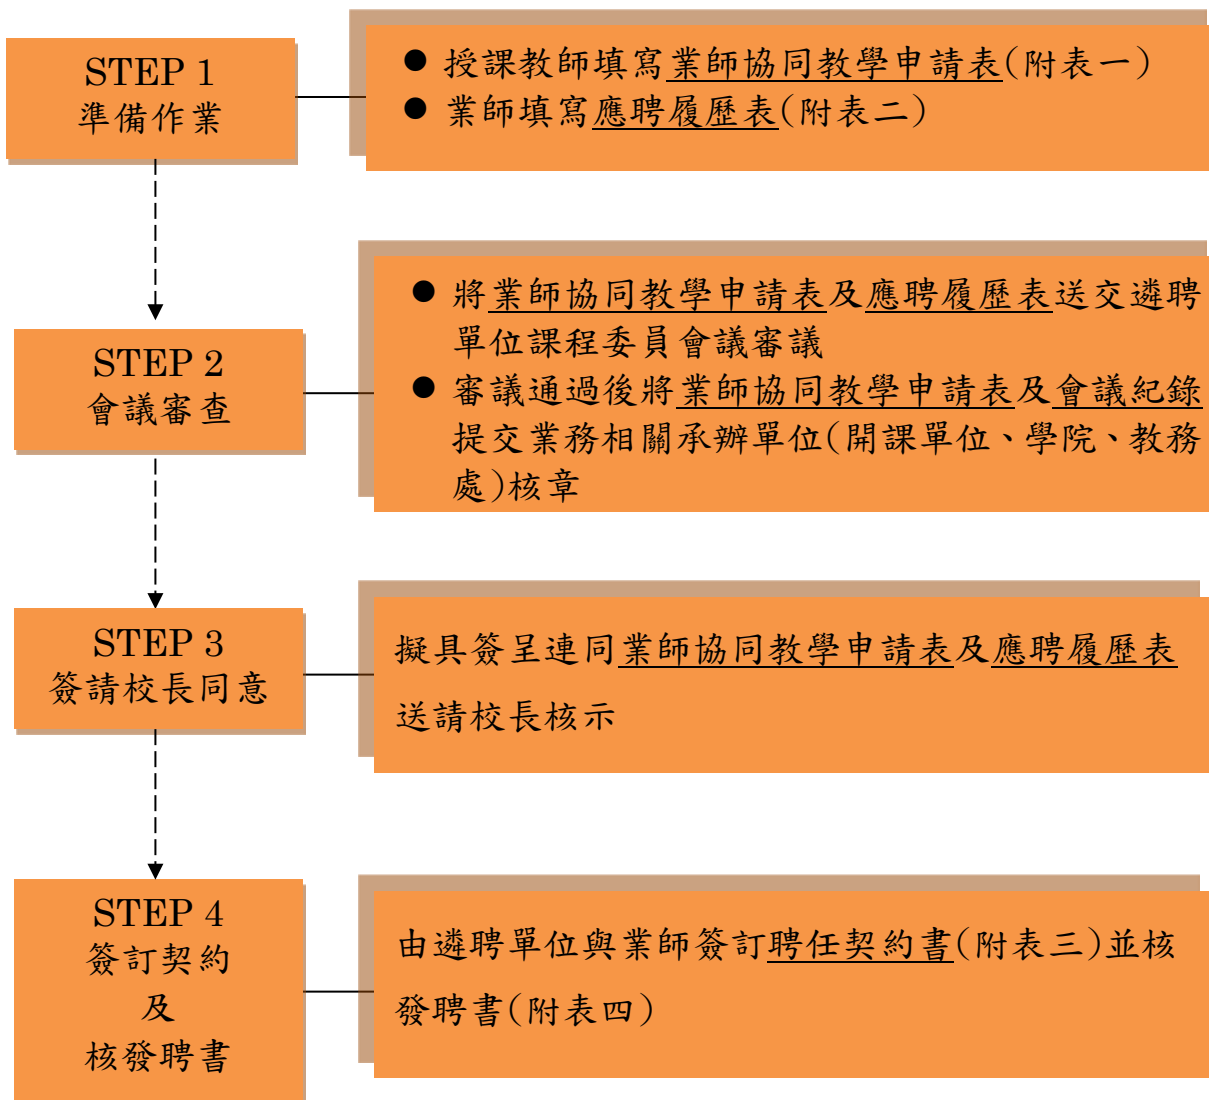 STEP 1
準備作業
● 授課教師填寫業師協同教學申請表(附表一)
● 業師填寫應聘履歷表(附表二)
STEP 2
會議審查
● 將業師協同教學申請表及應聘履歷表送交遴聘
單位課程委員會議審議
● 審議通過後將業師協同教學申請表及會議紀錄
提交業務相關承辦單位(開課單位、學院、教務
處)核章
STEP 3
簽請校長同意
擬具簽呈連同業師協同教學申請表及應聘履歷表
送請校長核示
STEP 4
簽訂契約
及
核發聘書
由遴聘單位與業師簽訂聘任契約書(附表三)並核
發聘書(附表四)